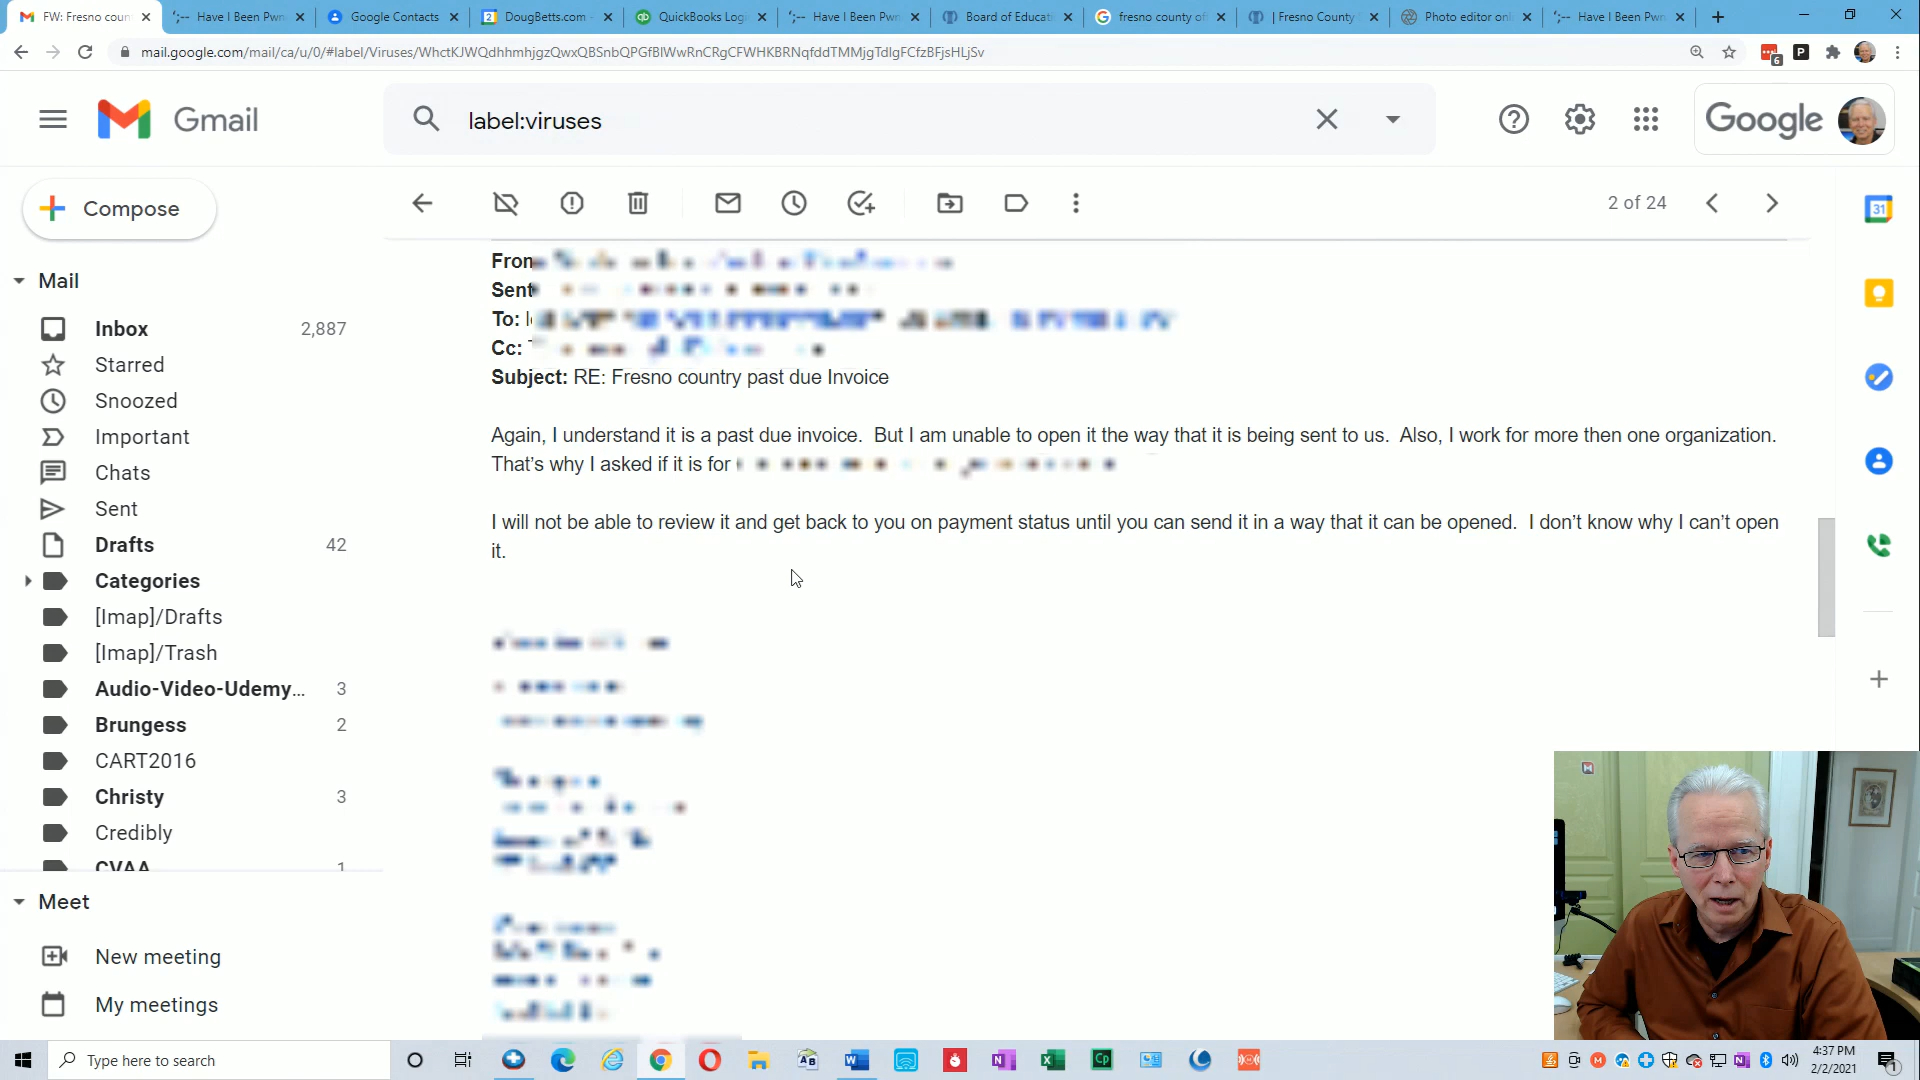 FW: Fresno coun
Have I Been Pwn
Google Contacts
DougBetts.com -
QuickBooks Log
Have I Been Pwn
Board of Educati
fresno county of
| Fresno County
Photo editor onl
Have I Been Pwn
mail.google.com/mail/ca/u/0/#label/Viruses/WhctKJWQdhhmhjgzQwxQBSnbQPGfBlWwRnCRgCFWHKBRNqfddTMMjgTdlgFCfzBFjsHLjSv
6
Gmail
label:viruses
Google
Compose
2 of 24
31
Mail
Inbox 2,887
Starred
Snoozed
Important
Chats
Sent
Drafts 42
Categories
[Imap]/Drafts
[Imap]/Trash
Audio-Video-Udemy... 3
Brungess 2
CART2016
Christy 3
Credibly
CVAA 1
Meet
New meeting
My meetings
From
Sent
To:
Cc:
Subject: RE: Fresno country past due Invoice
Again, I understand it is a past due invoice. But I am unable to open it the way that it is being sent to us. Also, I work for more then one organization.
That's why I asked if it is for
I will not be able to review it and get back to you on payment status until you can send it in a way that it can be opened. I don't know why I can't open
it.
Type here to search
4:37 PM
2/2/2021